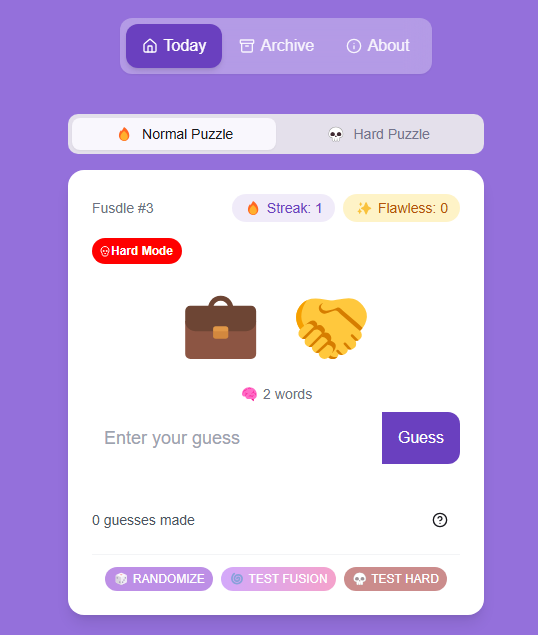 Today Archive About
Normal Puzzle Hard Puzzle
Fusdle #3 Streak: 1 Flawless: 0
Hard Mode
2 words
Enter your guess Guess
0 guesses made
RANDOMIZE TEST FUSION TEST HARD